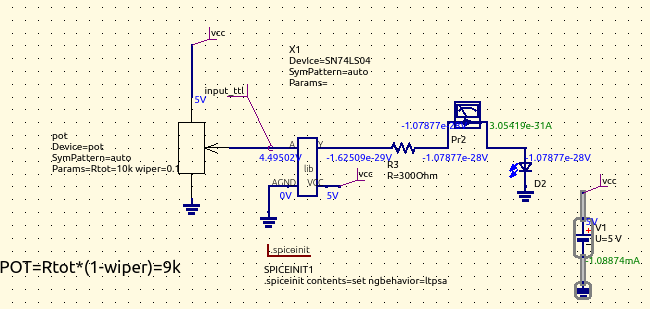 vcc
X1
Device=SN74LS04
SymPattern=auto
Params=
input_ttl
5V
pot
Device=pot
SymPattern=auto
Params=Rtot=10k wiper=0.1
A
Y
4.49502V
lib
AGND
VCC
0V
5V
vcc
-1.62509e-29V
R3
R=300Ohm
3.05419e-31A
Pr2
-1.07877e-28V
-1.07877e-28V
D2
vcc
5V
V1
U=5 V
-1.08874mA
.spiceinit
SPICEINIT1
.spiceinit contents=set ngbehavior=ltpsa
POT=Rtot*(1-wiper)=9k